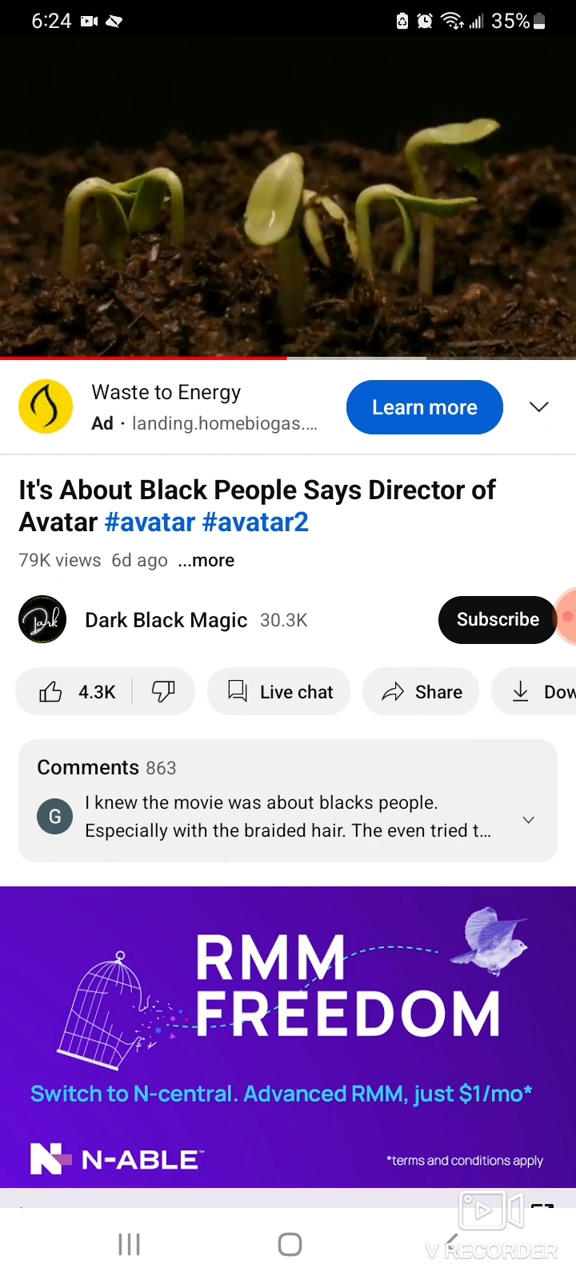 6:24
35%
Waste to Energy
Learn more
Ad · landing.homebiogas....
It's About Black People Says Director of
Avatar #avatar #avatar2
79K views 6d ago ...more
Dark
Dark Black Magic 30.3K
Subscribe
4.3K
Live chat
Share
Dow
Comments 863
G
I knew the movie was about blacks people.
Especially with the braided hair. The even tried t...
RMM
FREEDOM
Switch to N-central. Advanced RMM, just $1/mo*
N-ABLE™
*terms and conditions apply
V RECORDER